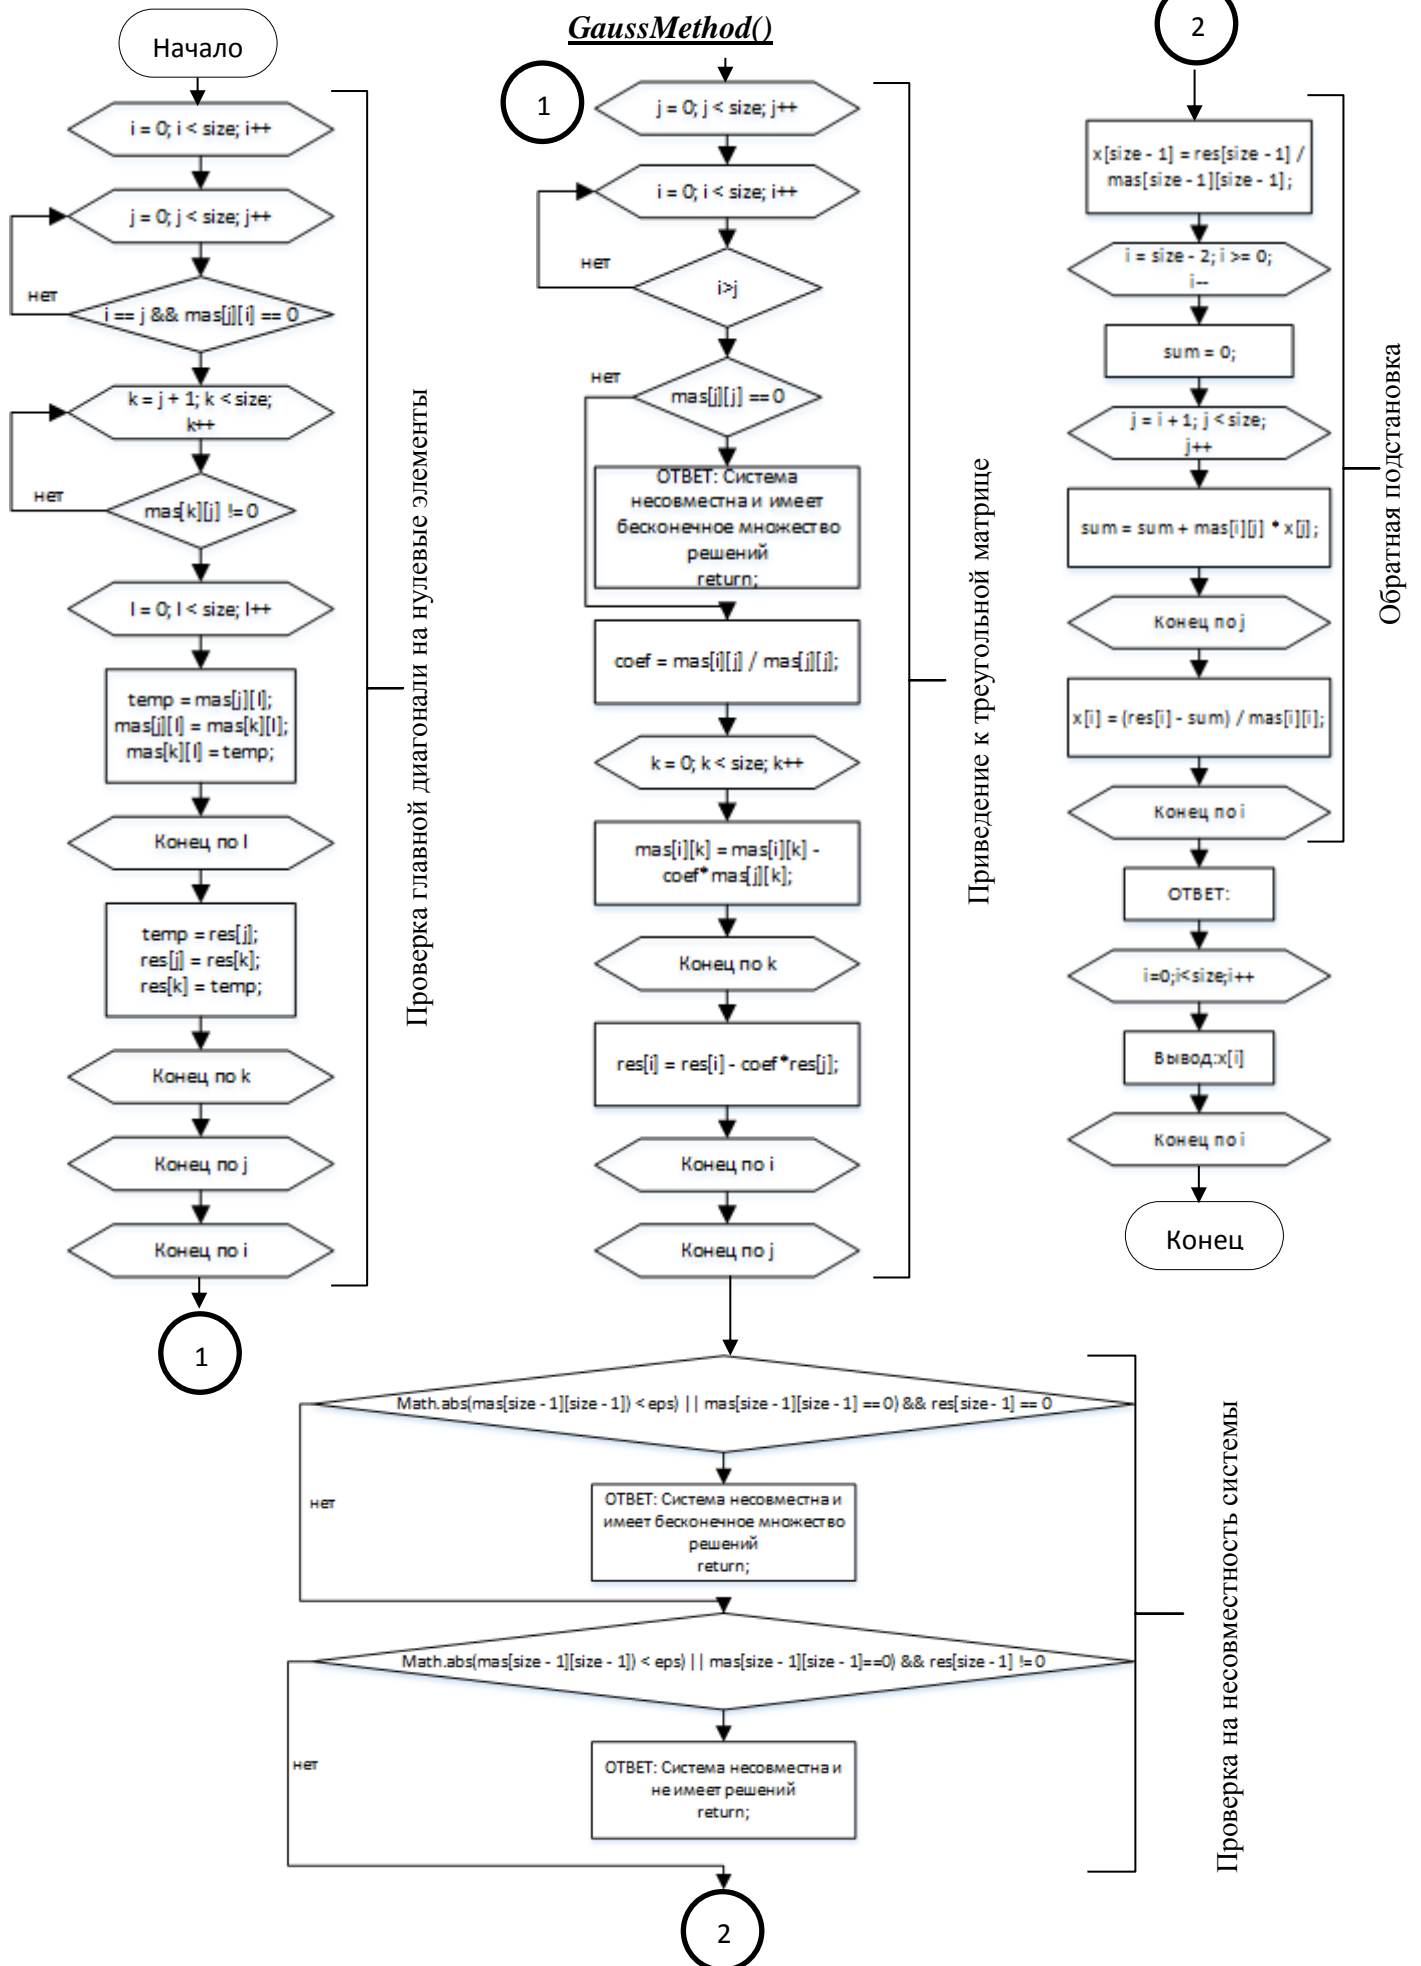 GaussMethod()
Начало
i = 0; i < size; i++
j = 0; j < size; j++
нет
i == j && mas[j][i] == 0
k = j + 1; k < size;
k++
нет
mas[k][j] != 0
l = 0; l < size; l++
temp = mas[j][l];
mas[j][l] = mas[k][l];
mas[k][l] = temp;
Конец по l
temp = res[j];
res[j] = res[k];
res[k] = temp;
Конец по k
Конец по j
Конец по i
1
Проверка главной диагонали на нулевые элементы
1
j = 0; j < size; j++
i = 0; i < size; i++
нет
i>j
нет
mas[j][j] == 0
ОТВЕТ: Система
несовместна и имеет
бесконечное множество
решений
return;
coef = mas[i][j] / mas[j][j];
k = 0; k < size; k++
mas[i][k] = mas[i][k] -
coef*mas[j][k];
Конец по k
res[i] = res[i] - coef*res[j];
Конец по i
Конец по j
Приведение к треугольной матрице
Math.abs(mas[size - 1][size - 1]) < eps) || mas[size - 1][size - 1] == 0) && res[size - 1] == 0
нет
ОТВЕТ: Система несовместна и
имеет бесконечное множество
решений
return;
Math.abs(mas[size - 1][size - 1]) < eps) || mas[size - 1][size - 1]==0) && res[size - 1] != 0
нет
ОТВЕТ: Система несовместна и
не имеет решений
return;
2
Проверка на несовместность системы
2
x[size - 1] = res[size - 1] /
mas[size - 1][size - 1];
i = size - 2; i >= 0;
i--
sum = 0;
j = i + 1; j < size;
j++
sum = sum + mas[i][j] * x[j];
Конец по j
x[i] = (res[i] - sum) / mas[i][i];
Конец по i
ОТВЕТ:
i=0;i<size;i++
Вывод:x[i]
Конец по i
Конец
Обратная подстановка